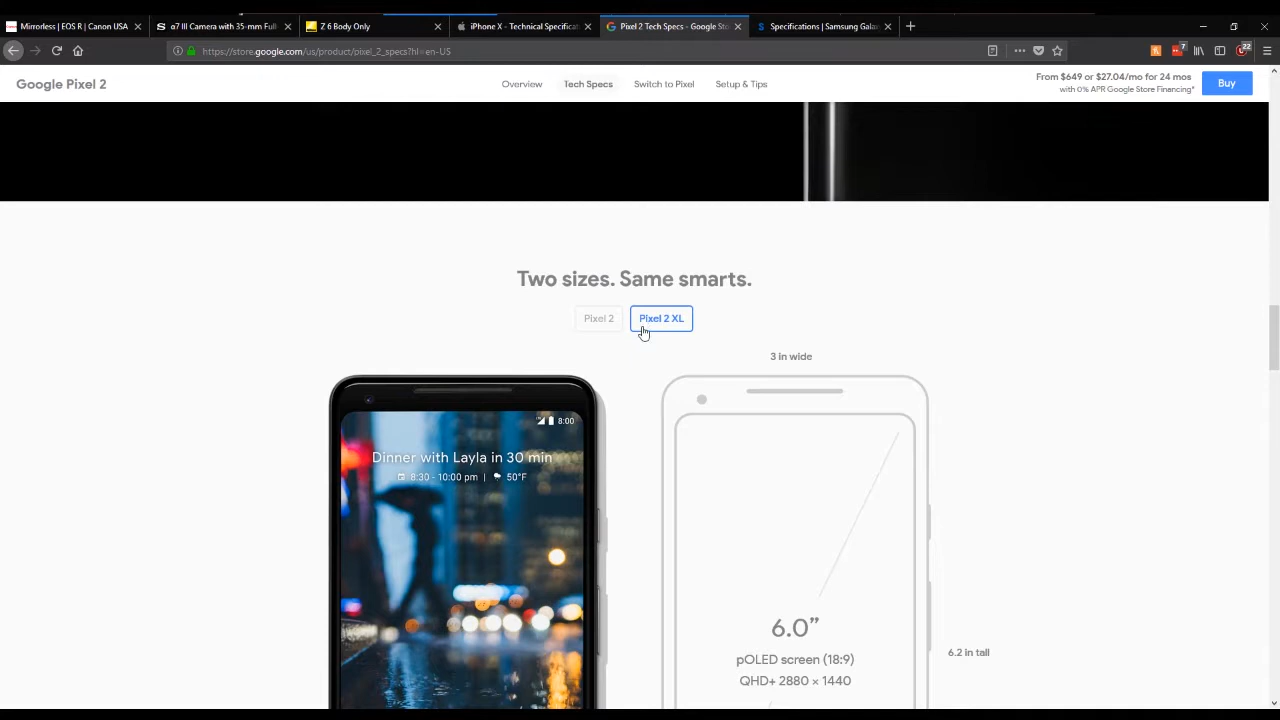 Mirrorless | EOS R | Canon USA
α7 III Camera with 35-mm Full-
Z 6 Body Only
iPhone X - Technical Specificat
Pixel 2 Tech Specs - Google Sto
Specifications | Samsung Galax
https://store.google.com/us/product/pixel_2_specs?hl=en-US
7
22
Google Pixel 2
Overview
Tech Specs
Switch to Pixel
Setup & Tips
From $649 or $27.04/mo for 24 mos
with 0% APR Google Store Financing*
Buy
Two sizes. Same smarts.
Pixel 2
Pixel 2 XL
3 in wide
8:00
Dinner with Layla in 30 min
8:30 - 10:00 pm | 50°F
6.0”
pOLED screen (18:9)
QHD+ 2880 × 1440
6.2 in tall